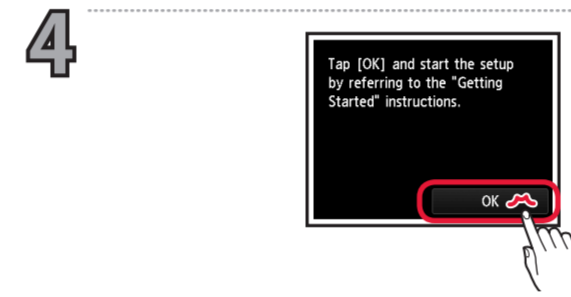 4
Tap [OK] and start the setup
by referring to the "Getting
Started" instructions.
OK